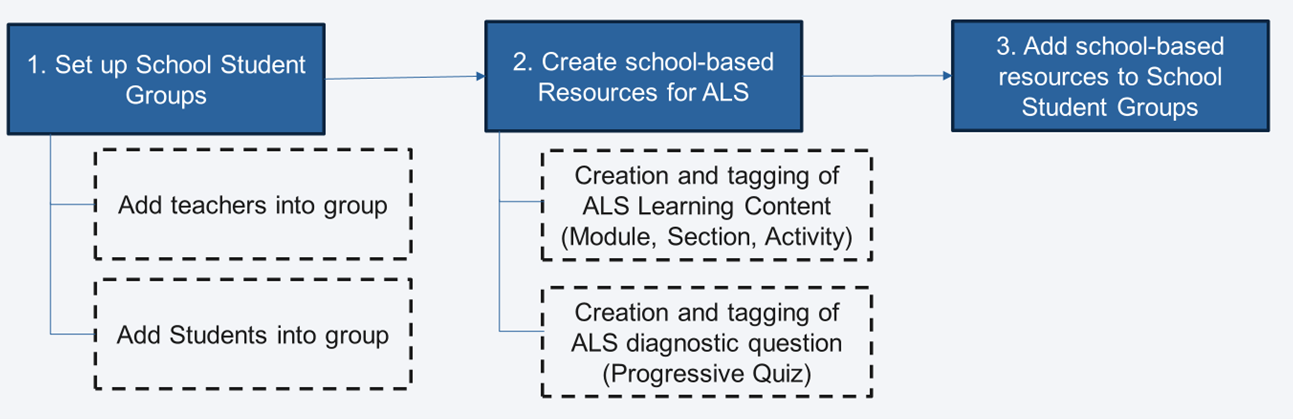 1. Set up School Student
Groups
Add teachers into group
Add Students into group
2. Create school-based
Resources for ALS
Creation and tagging of
ALS Learning Content
(Module, Section, Activity)
Creation and tagging of
ALS diagnostic question
(Progressive Quiz)
3. Add school-based
resources to School
Student Groups